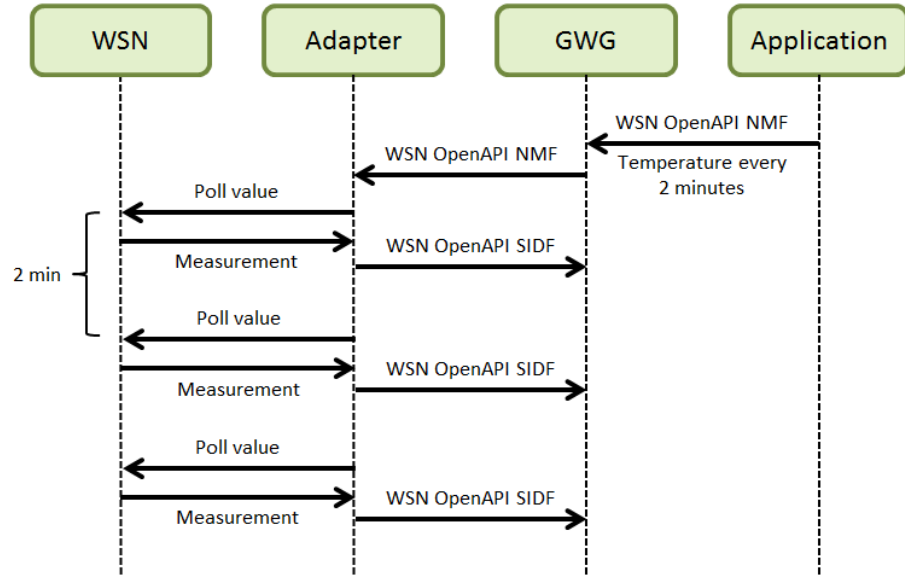 WSN
Adapter
GWG
Application
WSN OpenAPI NMF
Temperature every
2 minutes
WSN OpenAPI NMF
Poll value
Measurement
WSN OpenAPI SIDF
2 min
Poll value
Measurement
WSN OpenAPI SIDF
Poll value
Measurement
WSN OpenAPI SIDF